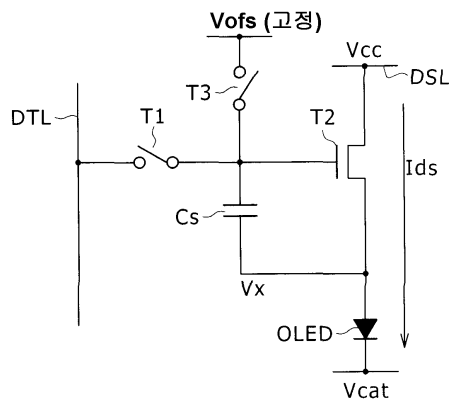 Vofs (고정)
Vcc
DSL
T3
DTL
T1
T2
Ids
Cs
Vx
OLED
Vcat